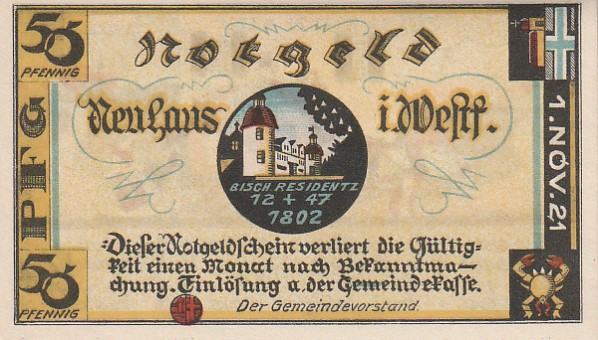 50
PFENNIG
Notgeld
Neuhaus i. Westf.
PFG
1. NOV. 21
BISCH RESIDENTZ
12 + 47
1802
Dieser Notgeldschein verliert die Gültig-
keit einen Monat nach Bekanntma-
chung. Einlösung a. der Gemeindekasse.
Der Gemeindevorstand.
50
PFENNIG